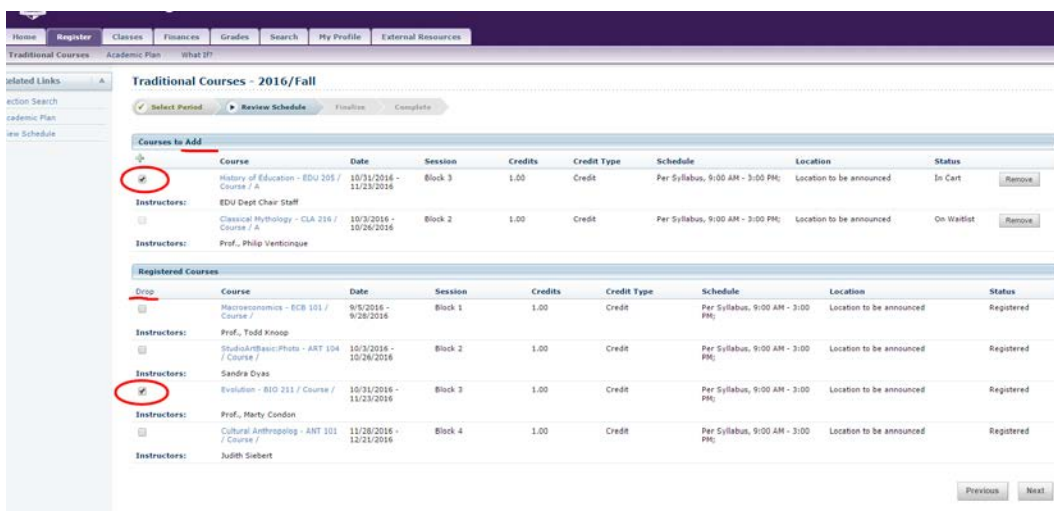 Home Register Classes Finances Grades Search My Profile External Resources
Traditional Courses Academic Plan What If?
elated Links
Traditional Courses - 2016/Fall
ection Search
cademic Plan
iew Schedule
Select Period Review Schedule Finalize Complete
Courses to Add
Course Date Session Credits Credit Type Schedule Location Status
History of Education - EDU 205 / 10/31/2016 - Block 3 1.00 Credit Per Syllabus, 9:00 AM - 3:00 PM; Location to be announced In Cart Remove
Course / A 11/23/2016
Instructors: EDU Dept Chair Staff
Classical Mythology - CLA 216 / 10/3/2016 - Block 2 1.00 Credit Per Syllabus, 9:00 AM - 3:00 PM; Location to be announced On Waitlist Remove
Course / A 10/26/2016
Instructors: Prof., Philip Venticinque
Registered Courses
Drop Course Date Session Credits Credit Type Schedule Location Status
Macroeconomics - ECB 101 / 9/5/2016 - Block 1 1.00 Credit Per Syllabus, 9:00 AM - 3:00 Location to be announced Registered
Course / 9/28/2016 PM;
Instructors: Prof., Todd Knoop
StudioArtBasic:Photo - ART 104 10/3/2016 - Block 2 1.00 Credit Per Syllabus, 9:00 AM - 3:00 Location to be announced Registered
/ Course / 10/26/2016 PM;
Instructors: Sandra Dyas
Evolution - BIO 211 / Course / 10/31/2016 - Block 3 1.00 Credit Per Syllabus, 9:00 AM - 3:00 Location to be announced Registered
11/23/2016 PM;
Instructors: Prof., Marty Condon
Cultural Anthropolog - ANT 101 11/28/2016 - Block 4 1.00 Credit Per Syllabus, 9:00 AM - 3:00 Location to be announced Registered
/ Course / 12/21/2016 PM;
Instructors: Judith Siebert
Previous Next